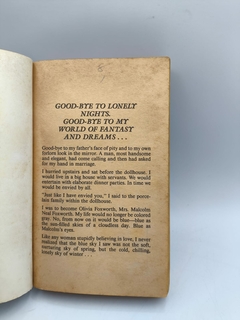 GOOD-BYE TO LONELY
NIGHTS.
GOOD-BYE TO MY
WORLD OF FANTASY
AND DREAMS . . .
Good-bye to my father's face of pity and to my own
forlorn look in the mirror. A man, most handsome
and elegant, had come calling and then had asked
for my hand in marriage.
I hurried upstairs and sat before the dollhouse. I
would live in a big house with servants. We would
entertain with elaborate dinner parties. In time we
would be envied by all.
"Just like I have envied you," I said to the porce-
lain family within the dollhouse.
I was to become Olivia Foxworth, Mrs. Malcolm
Neal Foxworth. My life would no longer be colored
gray. No, from now on it would be blue—blue as
the sun-filled skies of a cloudless day. Blue as
Malcolm's eyes.
Like any woman stupidly believing in love, I never
realized that the blue sky I saw was not the soft,
nurturing sky of spring, but the cold, chilling,
lonely sky of winter